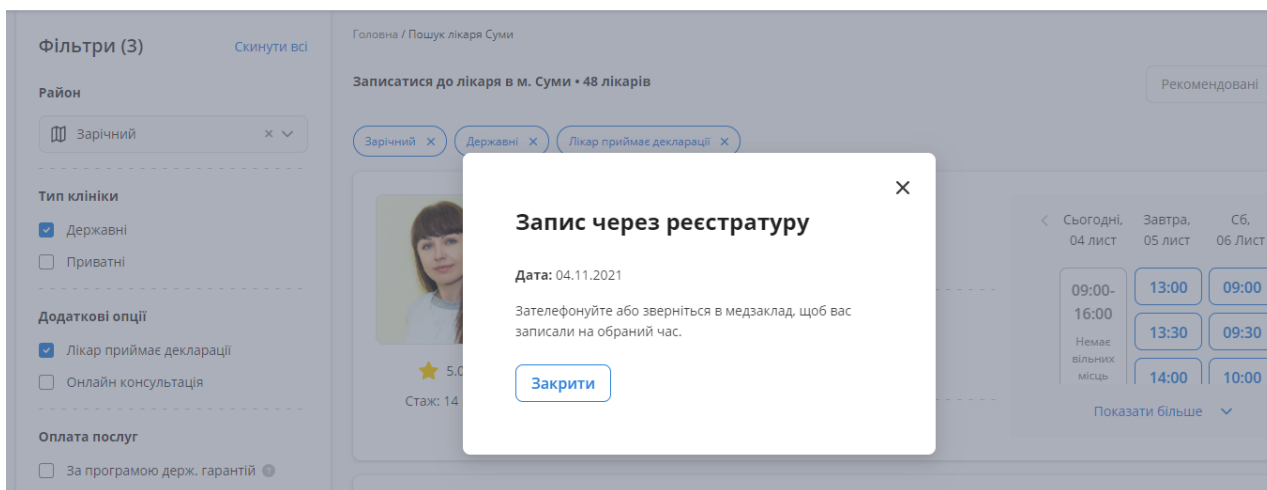 Фільтри (3)
Скинути всі
Район
Зарічний
Тип клініки
Державні
Приватні
Додаткові опції
Лікар приймає декларації
Онлайн консультація
Оплата послуг
За програмою держ. гарантій
Головна / Пошук лікаря Суми
Записатися до лікаря в м. Суми • 48 лікарів
Рекомендовані
Зарічний
Державні
Лікар приймає декларації
5.0
Стаж: 14
Запис через реєстратуру
Дата: 04.11.2021
Зателефонуйте або зверніться в медзаклад, щоб вас
записали на обраний час.
Закрити
Сьогодні,
04 лист
Завтра,
05 лист
Сб,
06 Лист
09:00-
16:00
Немає
вільних
місць
13:00
13:30
14:00
09:00
09:30
10:00
Показати більше